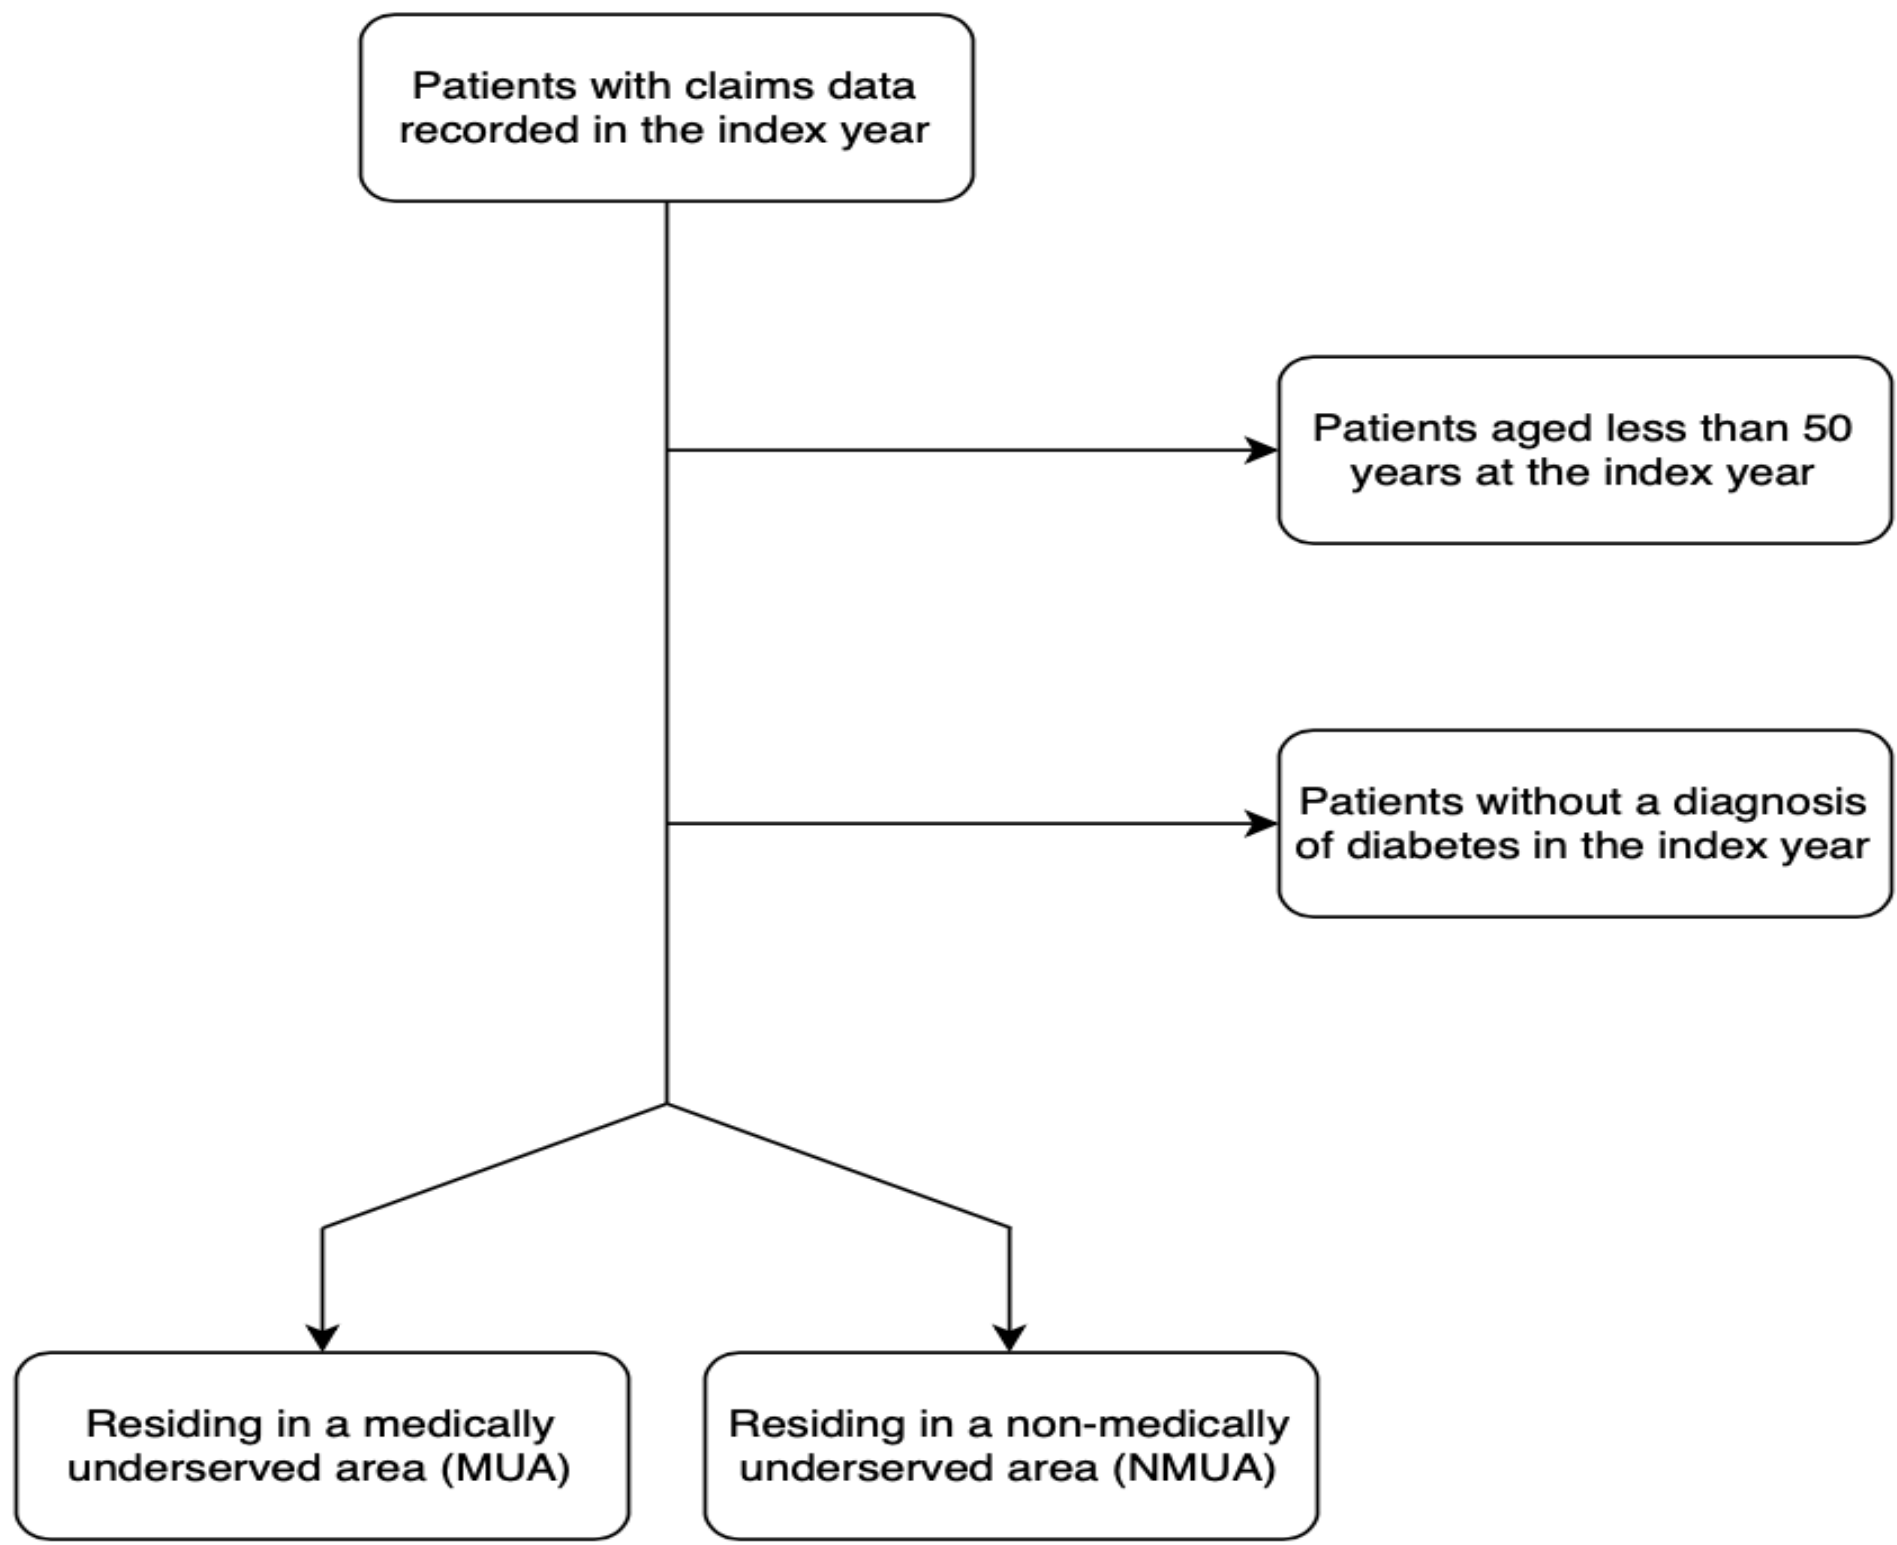 Patients with claims data
recorded in the index year
Patients aged less than 50
years at the index year
Patients without a diagnosis
of diabetes in the index year
Residing in a medically
underserved area (MUA)
Residing in a non-medically
underserved area (NMUA)